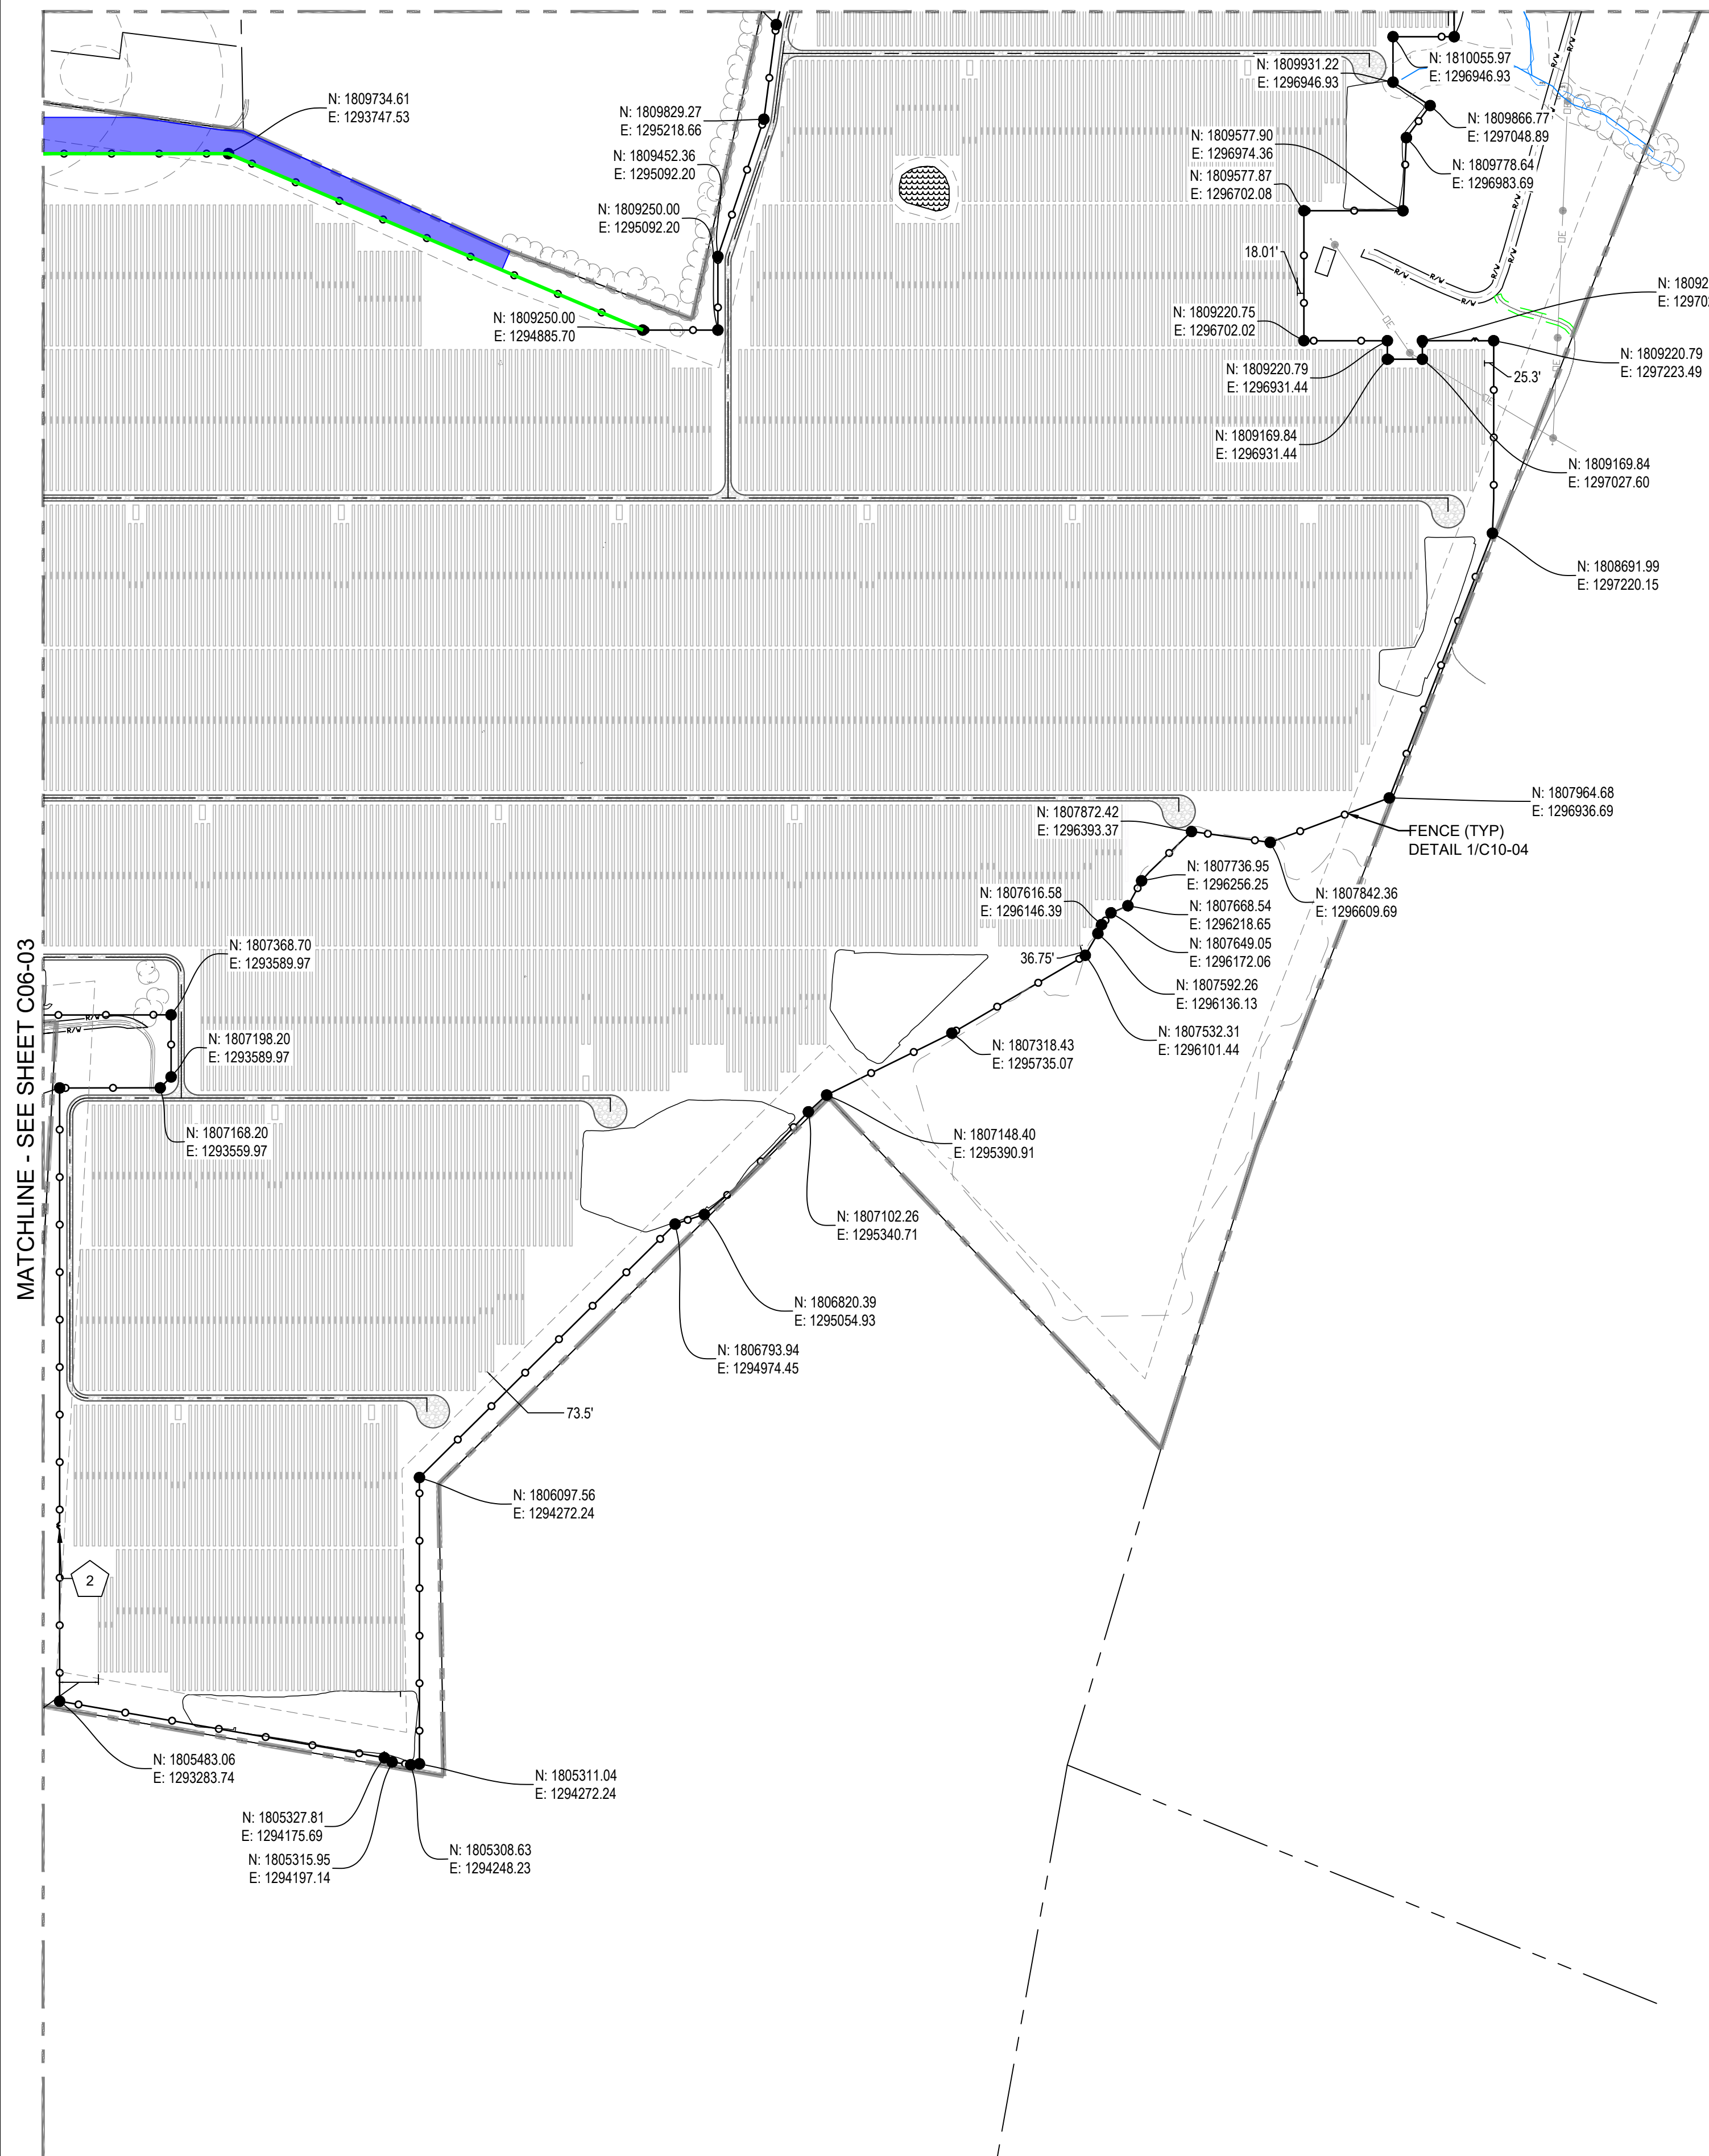 N: 1809734.61
E: 1293747.53
N: 1809829.27
E: 1295218.66
N: 1809452.36
E: 1295092.20
N: 1809250.00
E: 1295092.20
N: 1809250.00
E: 1294885.70
N: 1809931.22
E: 1296946.93
N: 1810055.97
E: 1296946.93
N: 1809866.77
E: 1297048.89
N: 1809577.90
E: 1296974.36
N: 1809778.64
E: 1296983.69
N: 1809577.87
E: 1296702.08
18.01'
R/W
R/W
R/W
R/W
R/W
R/W
R/W
R/W
OE
OE
OE
OE
OE
N: 1809220.75
E: 1296702.02
N: 1809220.79
E: 1296931.44
N: 1809220.79
E: 1297223.49
25.3'
N: 1809169.84
E: 1296931.44
N: 1809169.84
E: 1297027.60
N: 1808691.99
E: 1297220.15
N: 1807964.68
E: 1296936.69
FENCE (TYP)
DETAIL 1/C10-04
N: 1807872.42
E: 1296393.37
N: 1807736.95
E: 1296256.25
N: 1807842.36
E: 1296609.69
N: 1807616.58
E: 1296146.39
N: 1807668.54
E: 1296218.65
N: 1807649.05
E: 1296172.06
36.75'
N: 1807592.26
E: 1296136.13
N: 1807532.31
E: 1296101.44
N: 1807318.43
E: 1295735.07
N: 1807368.70
E: 1293589.97
R/W
R/W
N: 1807198.20
E: 1293589.97
N: 1807168.20
E: 1293559.97
N: 1807148.40
E: 1295390.91
N: 1807102.26
E: 1295340.71
N: 1806820.39
E: 1295054.93
N: 1806793.94
E: 1294974.45
73.5'
N: 1806097.56
E: 1294272.24
2
N: 1805483.06
E: 1293283.74
N: 1805311.04
E: 1294272.24
N: 1805327.81
E: 1294175.69
N: 1805315.95
E: 1294197.14
N: 1805308.63
E: 1294248.23
MATCHLINE - SEE SHEET C06-03